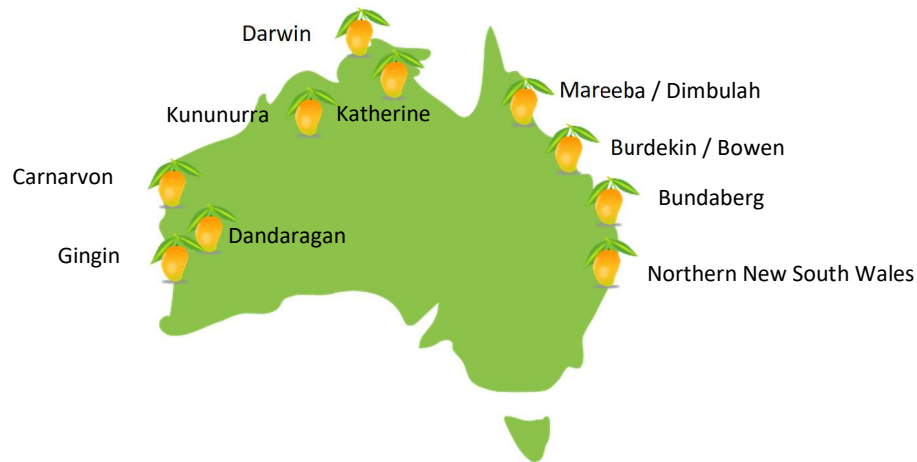 Darwin
Mareeba / Dimbulah
Kununurra
Katherine
Burdekin / Bowen
Carnarvon
Bundaberg
Dandaragan
Gingin
Northern New South Wales